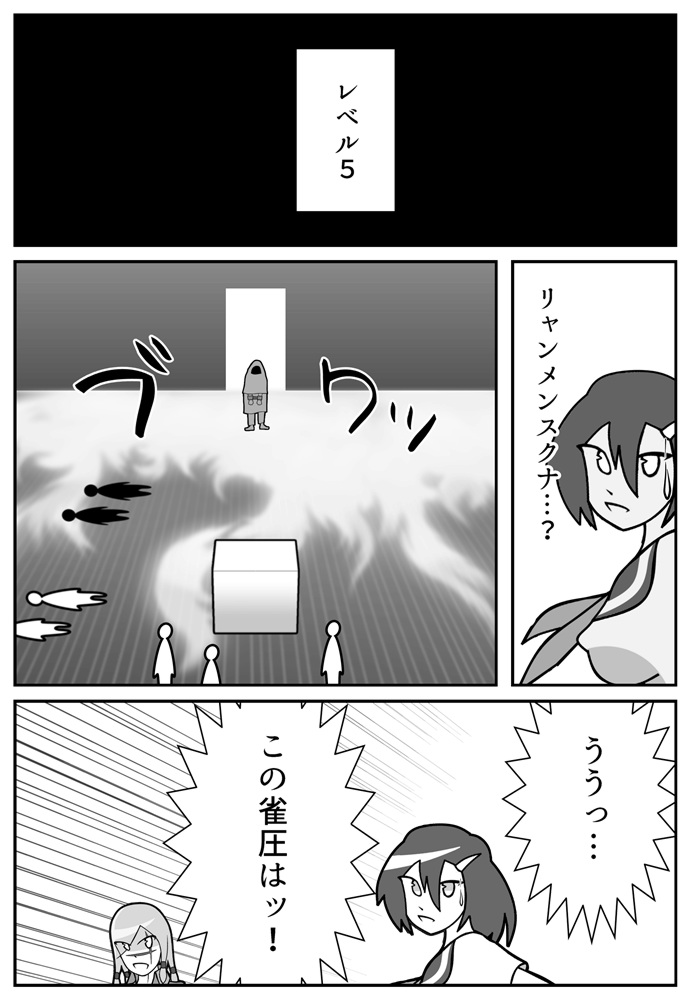 レベル５
リャンメンスクナ…？
ブワッ
ううっ…
この雀圧はッ！